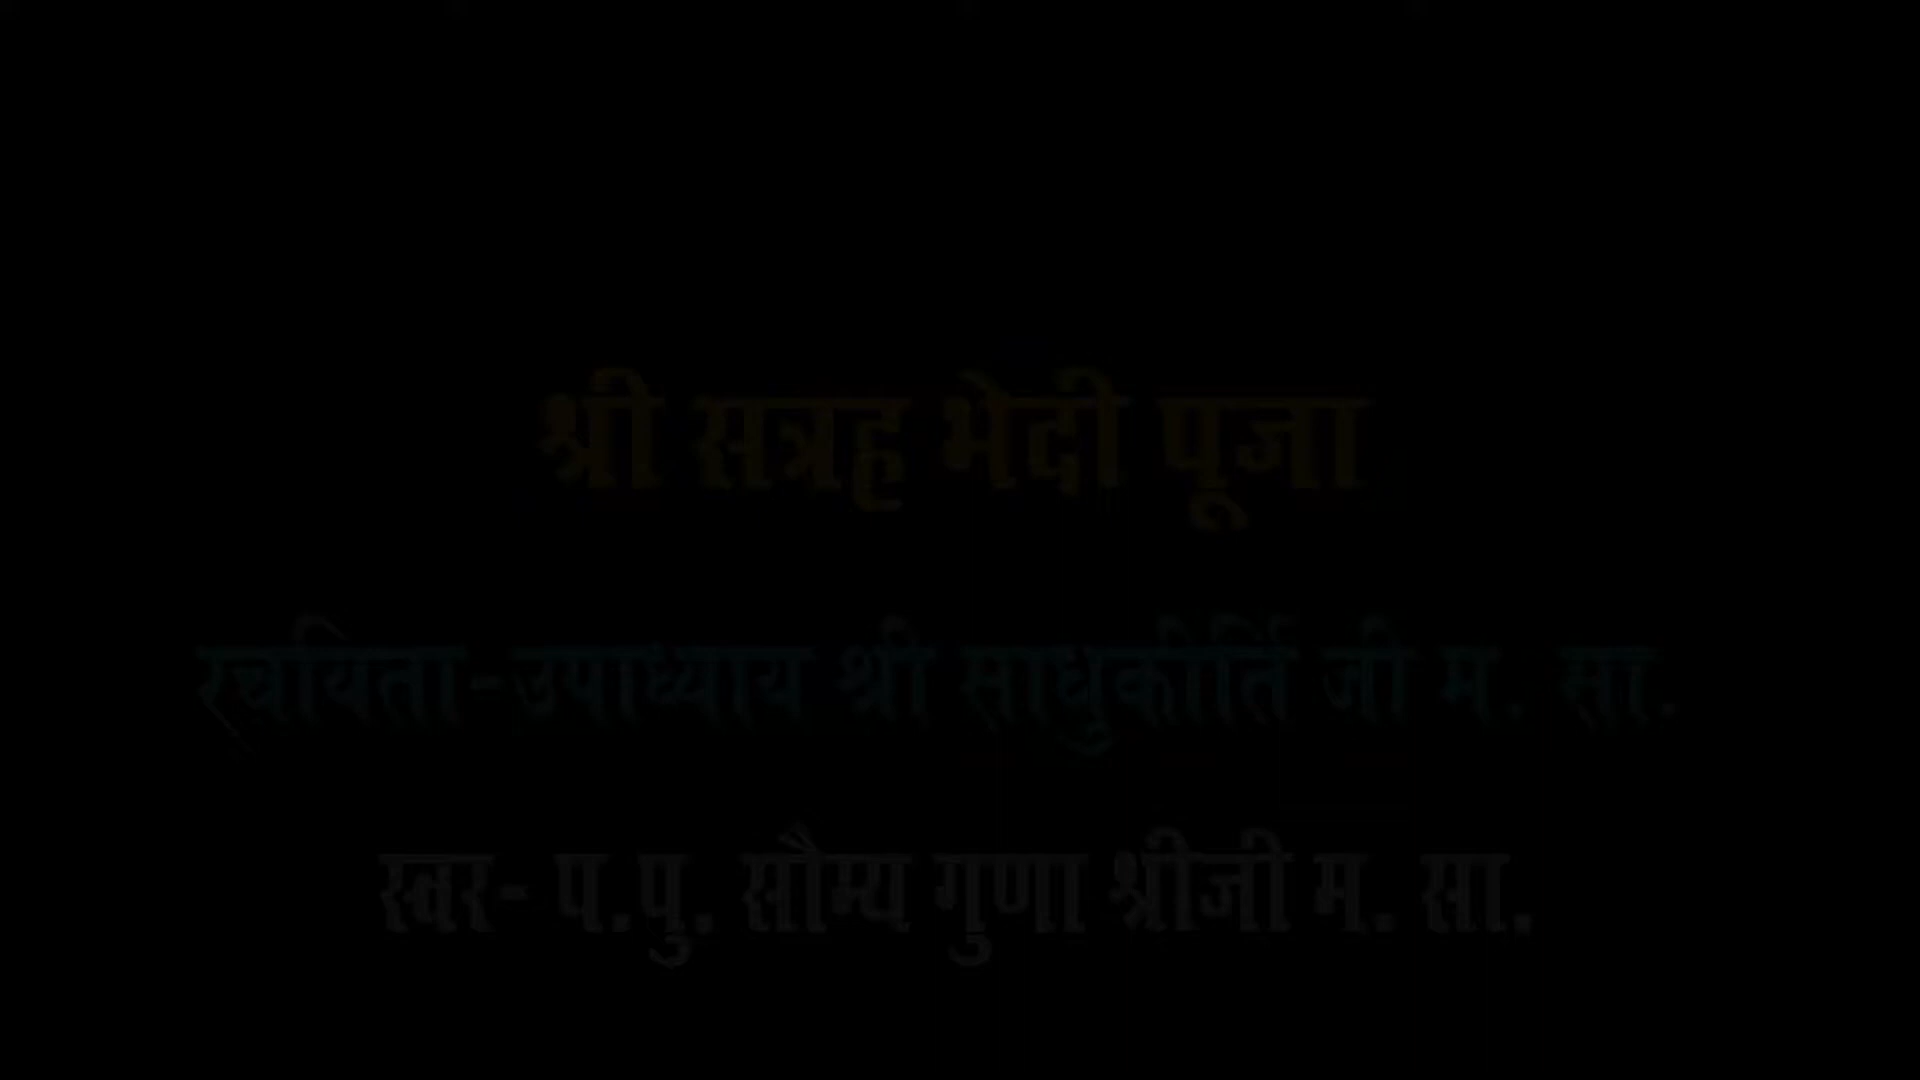 श्री सत्रह भेदी पूजा
रचयिता-उपाध्याय श्री साधुकीर्ति जी म. सा.
स्वर- प.पु. सौम्य गुणा श्रीजी म. सा.